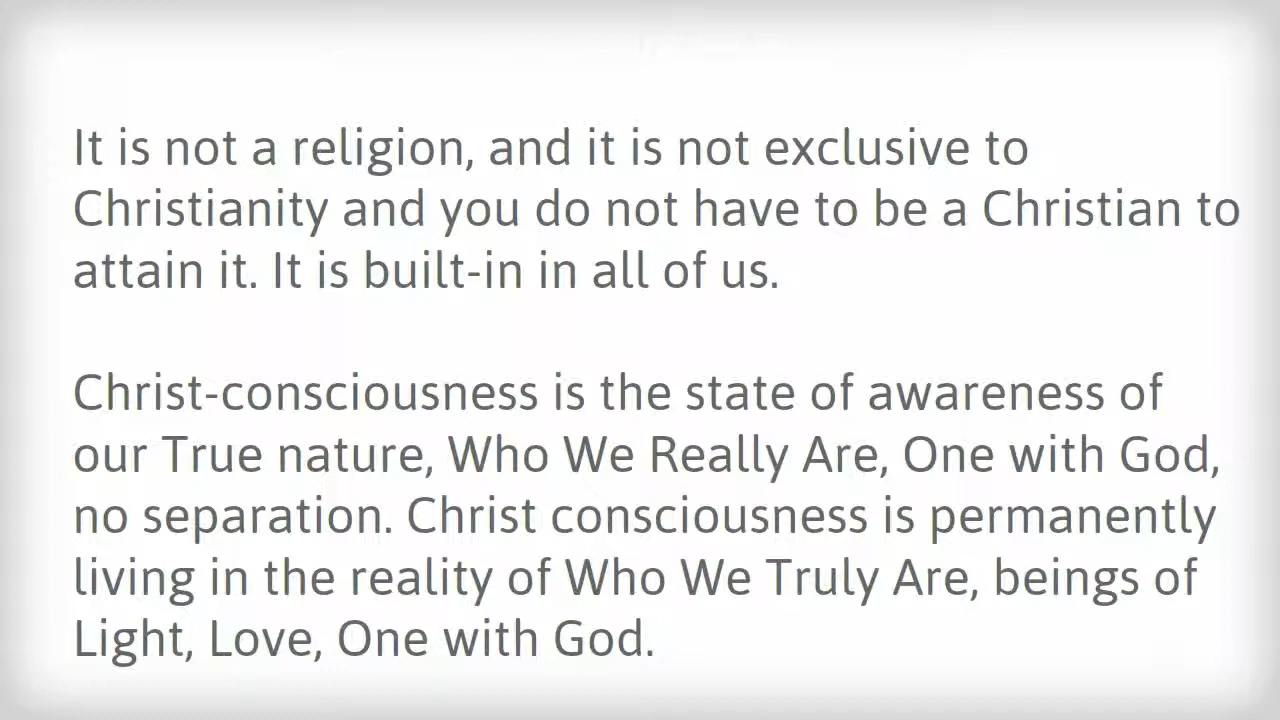 It is not a religion, and it is not exclusive to
Christianity and you do not have to be a Christian to
attain it. It is built-in in all of us.
Christ-consciousness is the state of awareness of
our True nature, Who We Really Are, One with God,
no separation. Christ consciousness is permanently
living in the reality of Who We Truly Are, beings of
Light, Love, One with God.